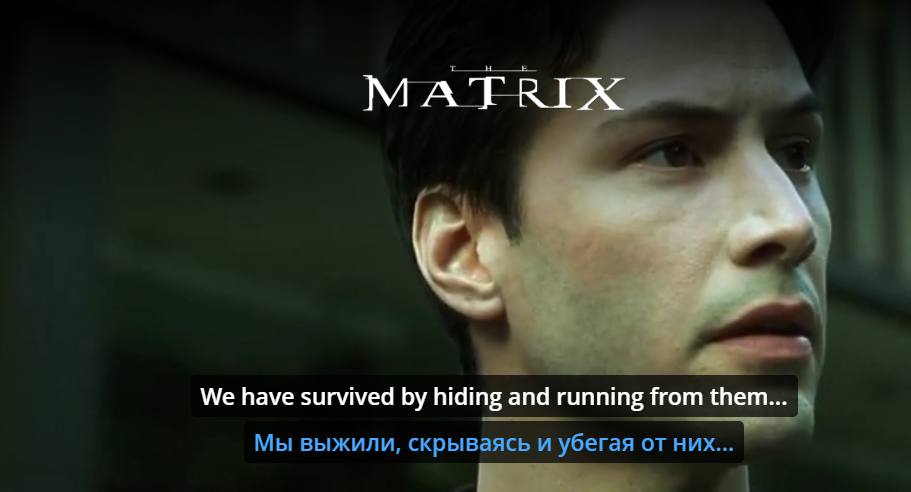 THE
MATRIX
We have survived by hiding and running from them...
Мы выжили, скрываясь и убегая от них...